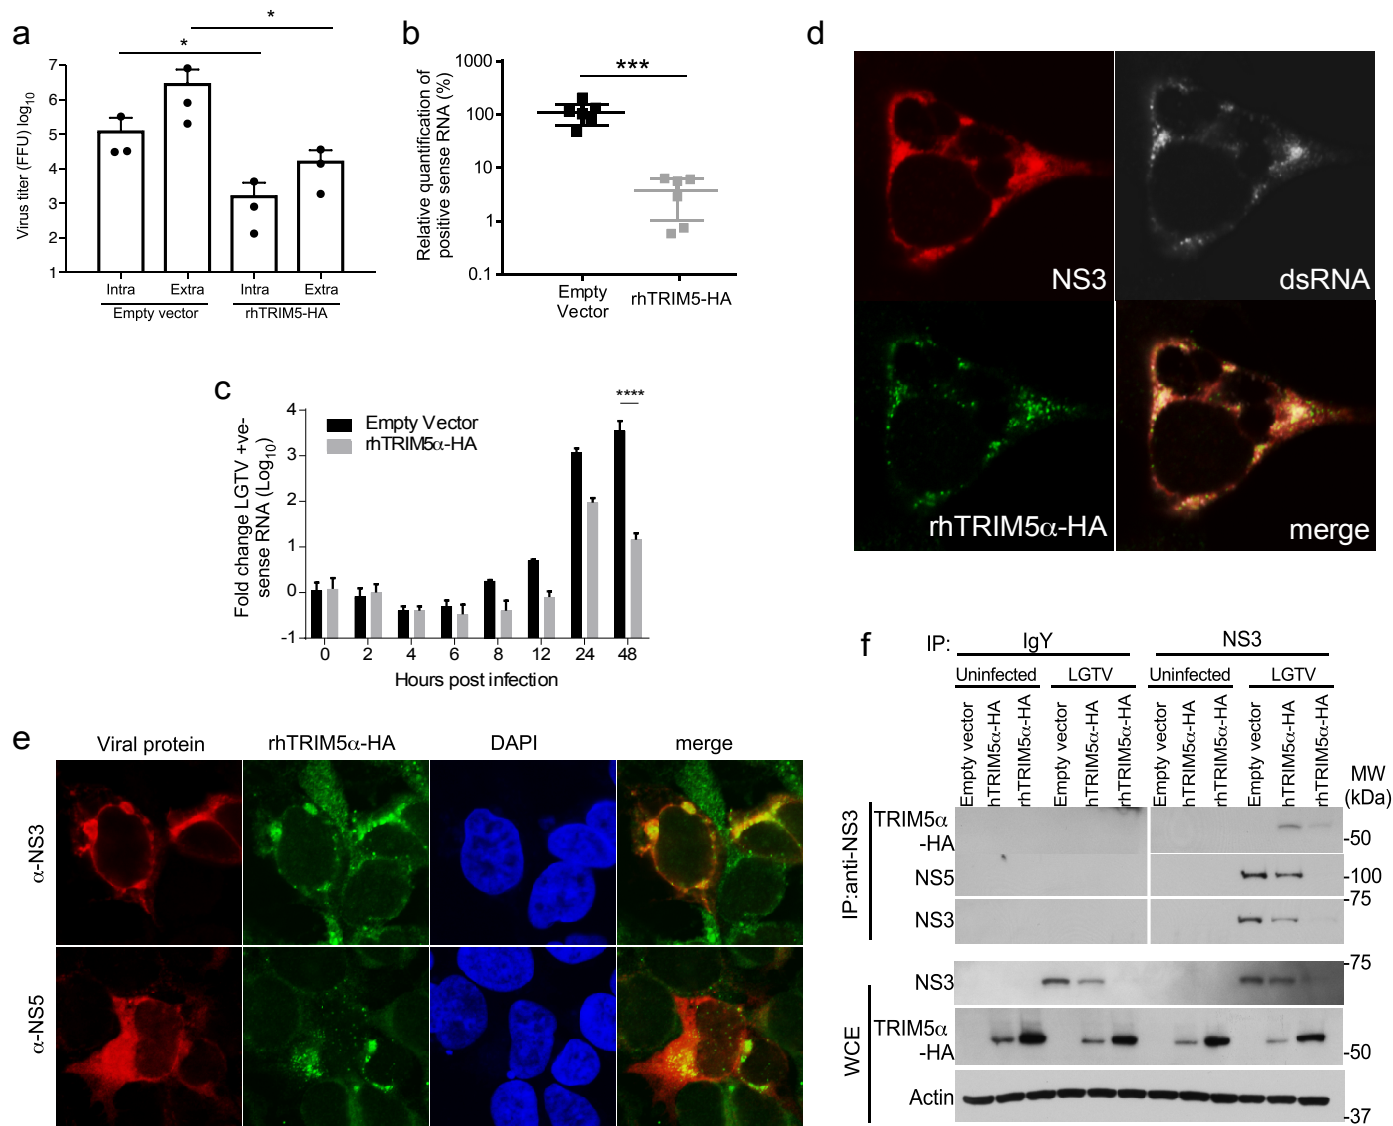 a
*
*
Virus titer (FFU) log10
7
6
5
4
3
2
1
Intra
Extra
Intra
Extra
Empty vector
rhTRIM5-HA
b
Relative quantification of
positive sense RNA (%)
1000
100
10
1
0.1
***
Empty
Vector
rhTRIM5-HA
c
Fold change LGTV +ve-
sense RNA (Log10)
4
3
2
1
0
-1
Empty Vector
rhTRIM5α-HA
****
0
2
4
6
8
12
24
48
Hours post infection
d
NS3
dsRNA
rhTRIM5α-HA
merge
e
Viral protein
rhTRIM5α-HA
DAPI
merge
α-NS3
α-NS5
f
IP:
IgY
NS3
Uninfected
LGTV
Uninfected
LGTV
Empty vector
hTRIM5α-HA
rhTRIM5α-HA
Empty vector
hTRIM5α-HA
rhTRIM5α-HA
Empty vector
hTRIM5α-HA
rhTRIM5α-HA
Empty vector
hTRIM5α-HA
rhTRIM5α-HA
MW
(kDa)
IP:anti-NS3
TRIM5α
-HA
-50
NS5
-100
-75
NS3
WCE
NS3
-75
TRIM5α
-HA
-50
Actin
-37